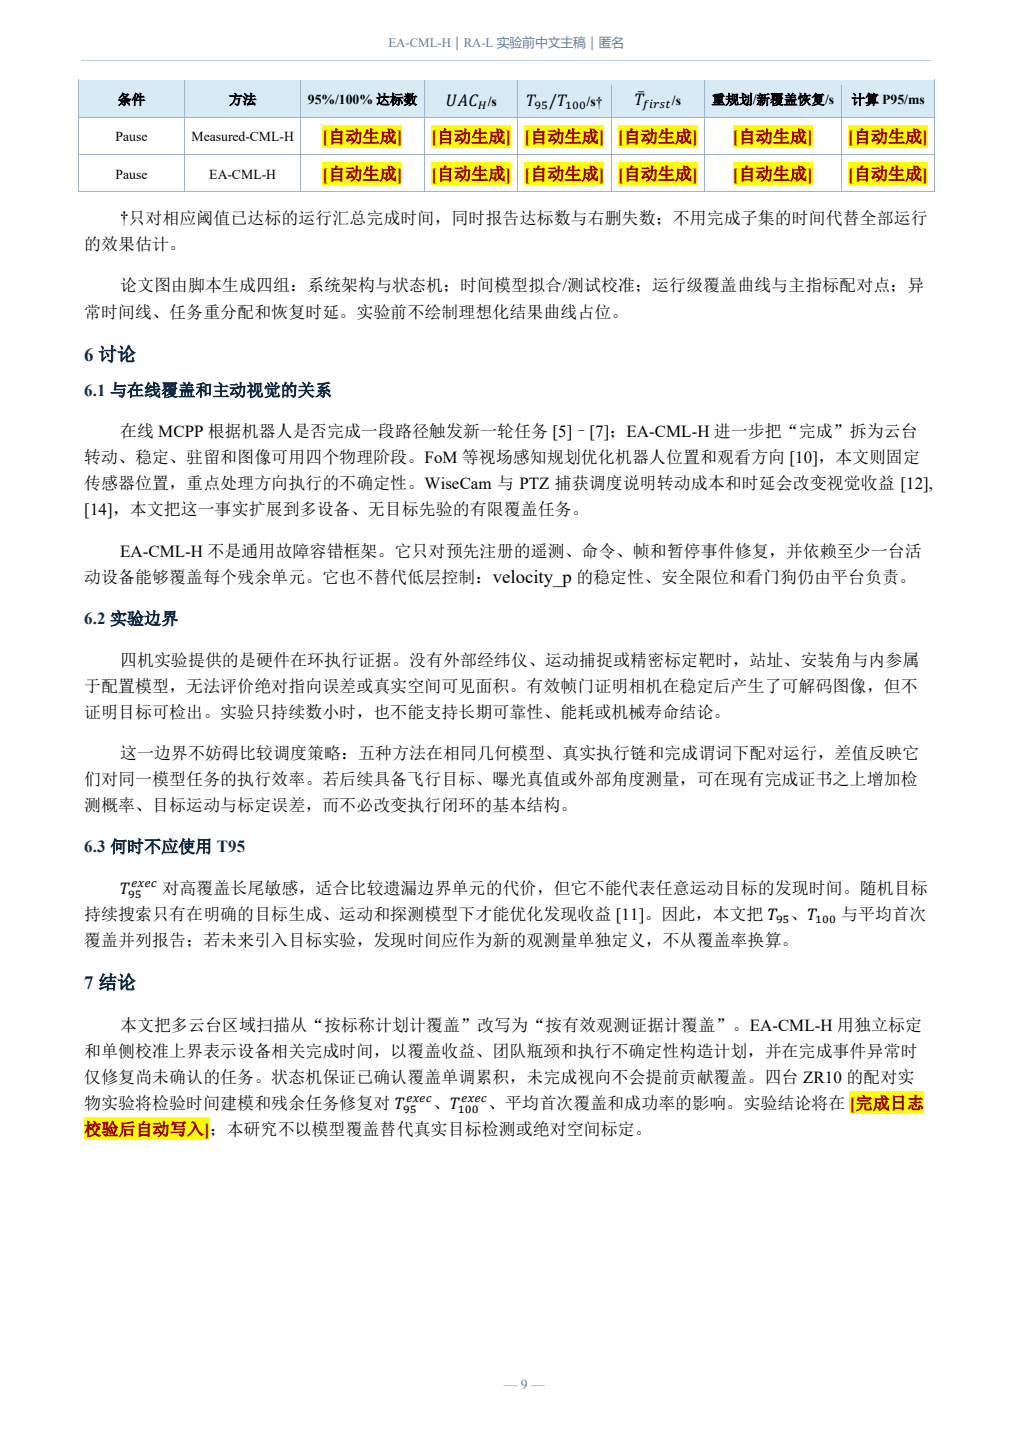 EA-CML-H | RA-L 实验前中文主稿 | 匿名
条件 方法 95%/100% 达标数 UAC_H/s T_95/T_100/s† T̄_first/s 重规划/新覆盖恢复/s 计算 P95/ms
Pause Measured-CML-H [自动生成] [自动生成] [自动生成] [自动生成] [自动生成] [自动生成]
Pause EA-CML-H [自动生成] [自动生成] [自动生成] [自动生成] [自动生成] [自动生成]
†只对相应阈值已达标的运行汇总完成时间，同时报告达标数与右删失数；不用完成子集的时间代替全部运行
的效果估计。
论文图由脚本生成四组：系统架构与状态机；时间模型拟合/测试校准；运行级覆盖曲线与主指标配对点；异
常时间线、任务重分配和恢复时延。实验前不绘制理想化结果曲线占位。
6 讨论
6.1 与在线覆盖和主动视觉的关系
在线 MCPP 根据机器人是否完成一段路径触发新一轮任务 [5]–[7]；EA-CML-H 进一步把“完成”拆为云台
转动、稳定、驻留和图像可用四个物理阶段。FoM 等视场感知规划优化机器人位置和观看方向 [10]，本文则固定
传感器位置，重点处理方向执行的不确定性。WiseCam 与 PTZ 捕获调度说明转动成本和时延会改变视觉收益 [12],
[14]，本文把这一事实扩展到多设备、无目标先验的有限覆盖任务。
EA-CML-H 不是通用故障容错框架。它只对预先注册的遥测、命令、帧和暂停事件修复，并依赖至少一台活
动设备能够覆盖每个残余单元。它也不替代低层控制：velocity_p 的稳定性、安全限位和看门狗仍由平台负责。
6.2 实验边界
四机实验提供的是硬件在环执行证据。没有外部经纬仪、运动捕捉或精密标定靶时，站址、安装角与内参属
于配置模型，无法评价绝对指向误差或真实空间可见面积。有效帧门证明相机在稳定后产生了可解码图像，但不
证明目标可检出。实验只持续数小时，也不能支持长期可靠性、能耗或机械寿命结论。
这一边界不妨碍比较调度策略：五种方法在相同几何模型、真实执行链和完成谓词下配对运行，差值反映它
们对同一模型任务的执行效率。若后续具备飞行目标、曝光真值或外部角度测量，可在现有完成证书之上增加检
测概率、目标运动与标定误差，而不必改变执行闭环的基本结构。
6.3 何时不应使用 T95
T_95^exec 对高覆盖长尾敏感，适合比较遗漏边界单元的代价，但它不能代表任意运动目标的发现时间。随机目标
持续搜索只有在明确的目标生成、运动和探测模型下才能优化发现收益 [11]。因此，本文把 T_95、T_100 与平均首次
覆盖并列报告；若未来引入目标实验，发现时间应作为新的观测量单独定义，不从覆盖率换算。
7 结论
本文把多云台区域扫描从“按标称计划计覆盖”改写为“按有效观测证据计覆盖”。EA-CML-H 用独立标定
和单侧校准上界表示设备相关完成时间，以覆盖收益、团队瓶颈和执行不确定性构造计划，并在完成事件异常时
仅修复尚未确认的任务。状态机保证已确认覆盖单调累积，未完成视向不会提前贡献覆盖。四台 ZR10 的配对实
物实验将检验时间建模和残余任务修复对 T_95^exec、T_100^exec、平均首次覆盖和成功率的影响。实验结论将在 [完成日志
校验后自动写入]；本研究不以模型覆盖替代真实目标检测或绝对空间标定。
— 9 —